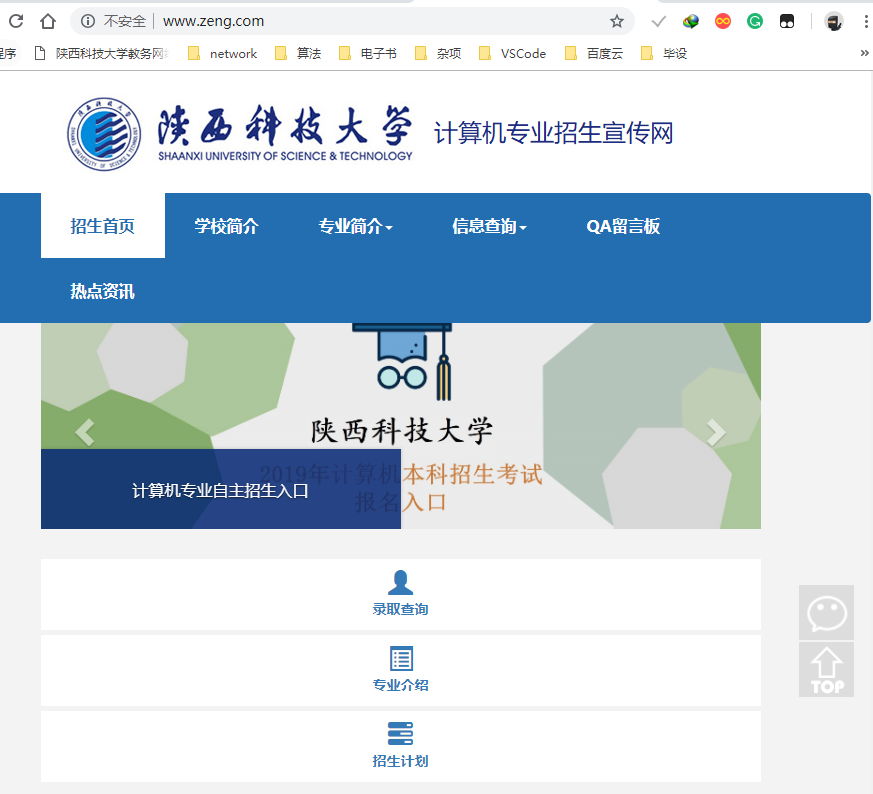 不安全 | www.zeng.com
程序 陕西科技大学教务网 network 算法 电子书 杂项 VSCode 百度云 毕设 »
陕西科技大学 计算机专业招生宣传网
SHAANXI UNIVERSITY OF SCIENCE & TECHNOLOGY
招生首页 学校简介 专业简介 信息查询 QA留言板
热点资讯
陕西科技大学
2019年计算机本科招生考试
报名入口
计算机专业自主招生入口
录取查询
专业介绍
招生计划
TOP